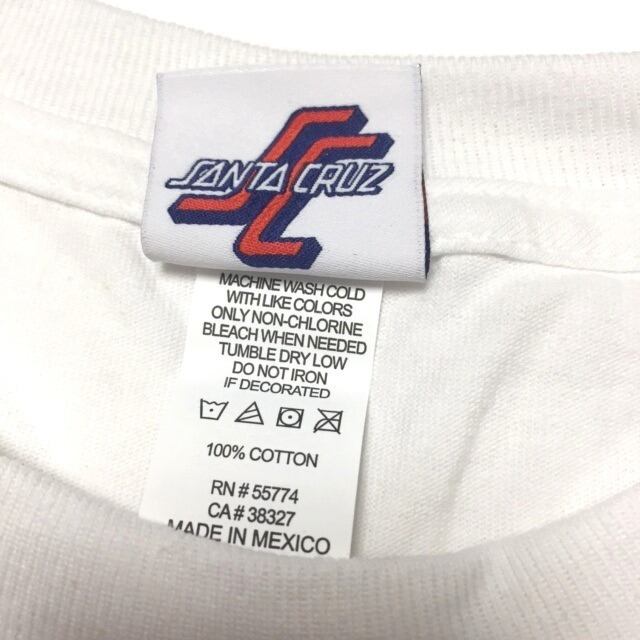 SANTA CRUZ
MACHINE WASH COLD
WITH LIKE COLORS
ONLY NON-CHLORINE
BLEACH WHEN NEEDED
TUMBLE DRY LOW
DO NOT IRON
IF DECORATED
100% COTTON
RN # 55774
CA # 38327
MADE IN MEXICO